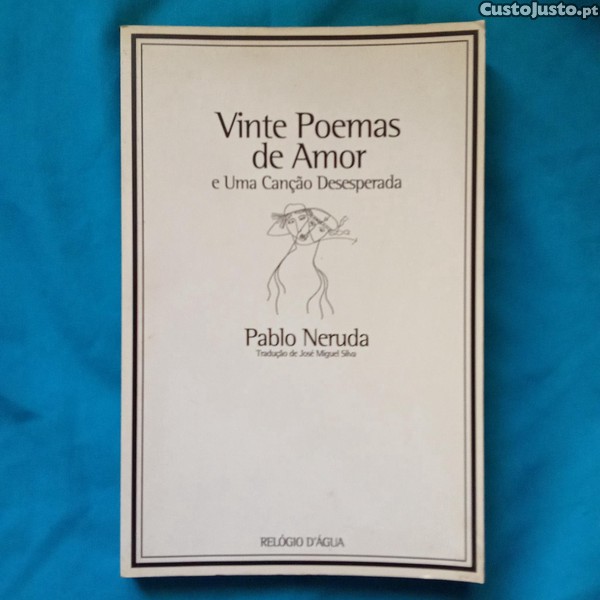 CustoJusto.pt
Vinte Poemas
de Amor
e Uma Canção Desesperada
Pablo Neruda
Tradução de José Miguel Silva
RELÓGIO D'ÁGUA